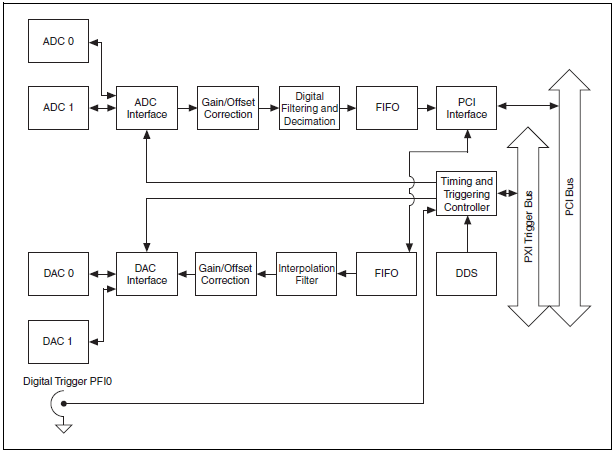 ADC 0
ADC 1
ADC
Interface
Gain/Offset
Correction
Digital
Filtering and
Decimation
FIFO
PCI
Interface
Timing and
Triggering
Controller
PXI Trigger Bus
PCI Bus
DAC 0
DAC
Interface
Gain/Offset
Correction
Interpolation
Filter
FIFO
DDS
DAC 1
Digital Trigger PFI0